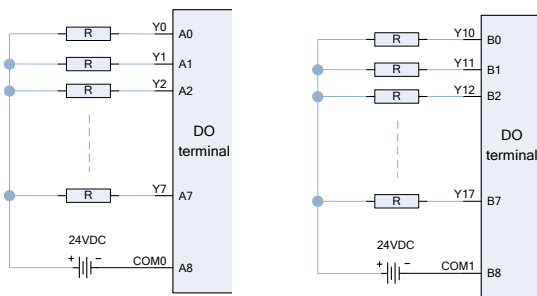 R Y0 A0
R Y1 A1
R Y2 A2
DO
terminal
R Y7 A7
24VDC
+ −
COM0 A8
R Y10 B0
R Y11 B1
R Y12 B2
DO
terminal
R Y17 B7
24VDC
+ −
COM1 B8